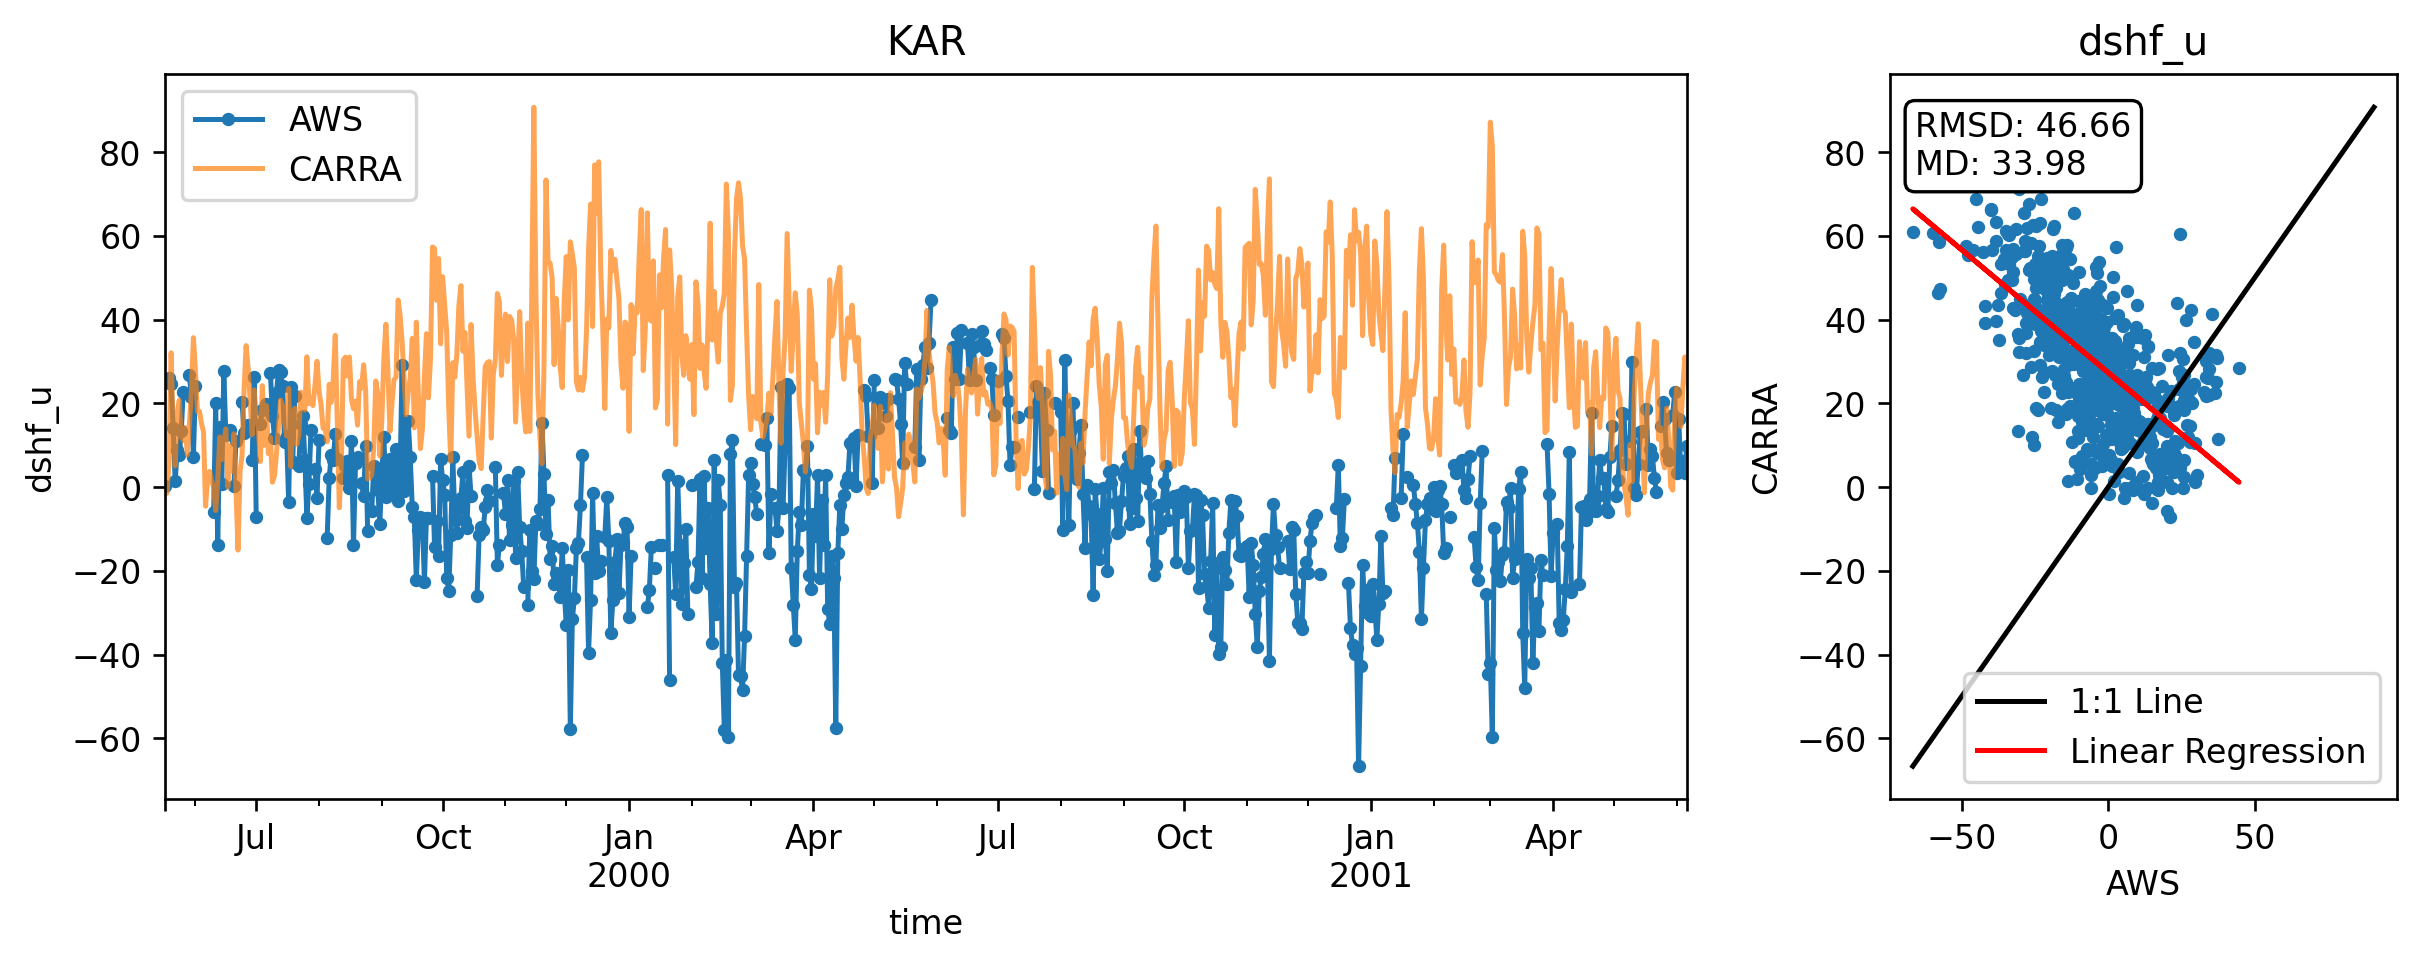 KAR
AWS
CARRA
80
60
40
20
0
−20
−40
−60
dshf_u
Jul
Oct
Jan
2000
Apr
Jul
Oct
Jan
2001
Apr
time
dshf_u
RMSD: 46.66
MD: 33.98
80
60
40
20
0
−20
−40
−60
CARRA
1:1 Line
Linear Regression
−50
0
50
AWS